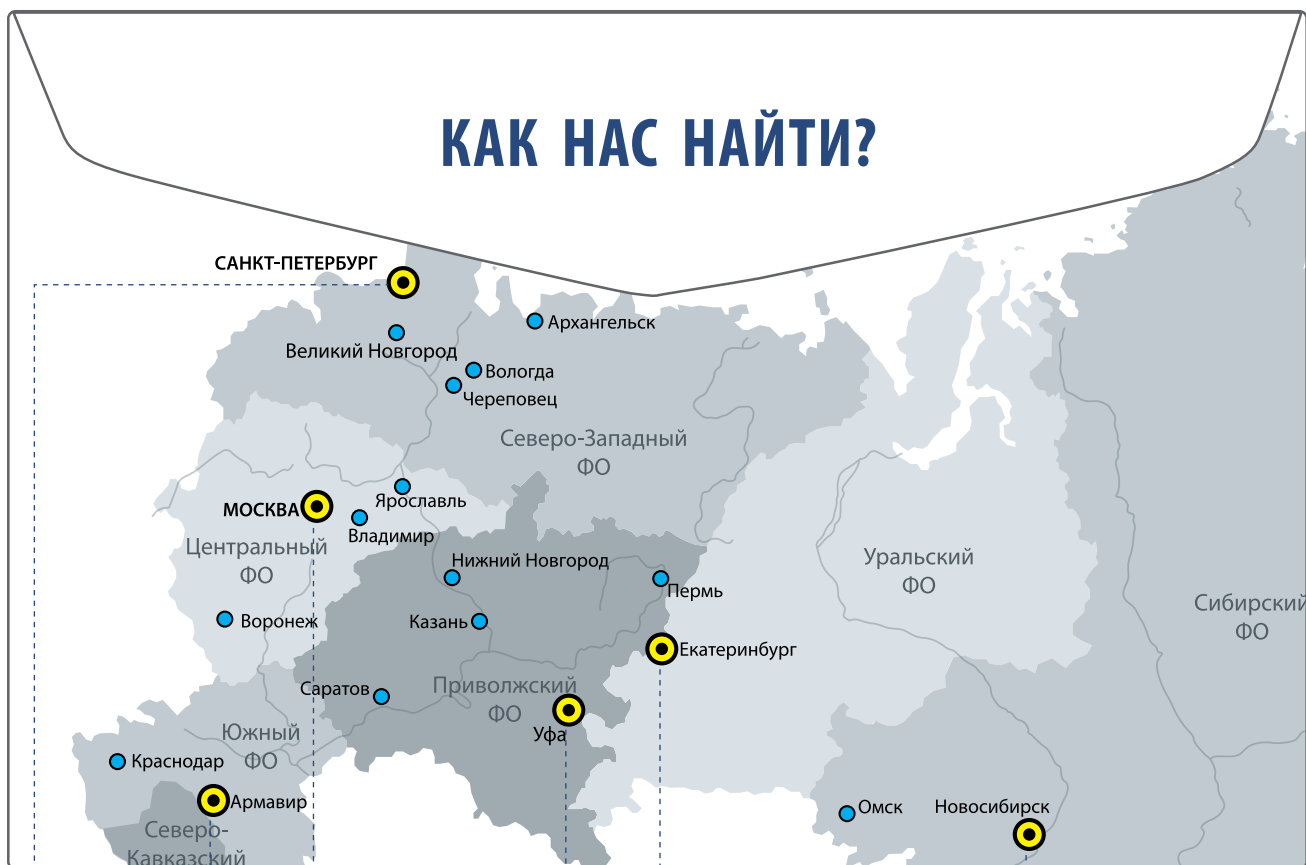 КАК НАС НАЙТИ?
САНКТ-ПЕТЕРБУРГ
Архангельск
Великий Новгород
Вологда
Череповец
Северо-Западный
ФО
Ярославль
МОСКВА
Владимир
Центральный
ФО
Нижний Новгород
Уральский
ФО
Пермь
Сибирский
ФО
Воронеж
Казань
Екатеринбург
Саратов
Приволжский
ФО
Уфа
Южный
ФО
Краснодар
Армавир
Омск
Новосибирск
Северо-
Кавказский